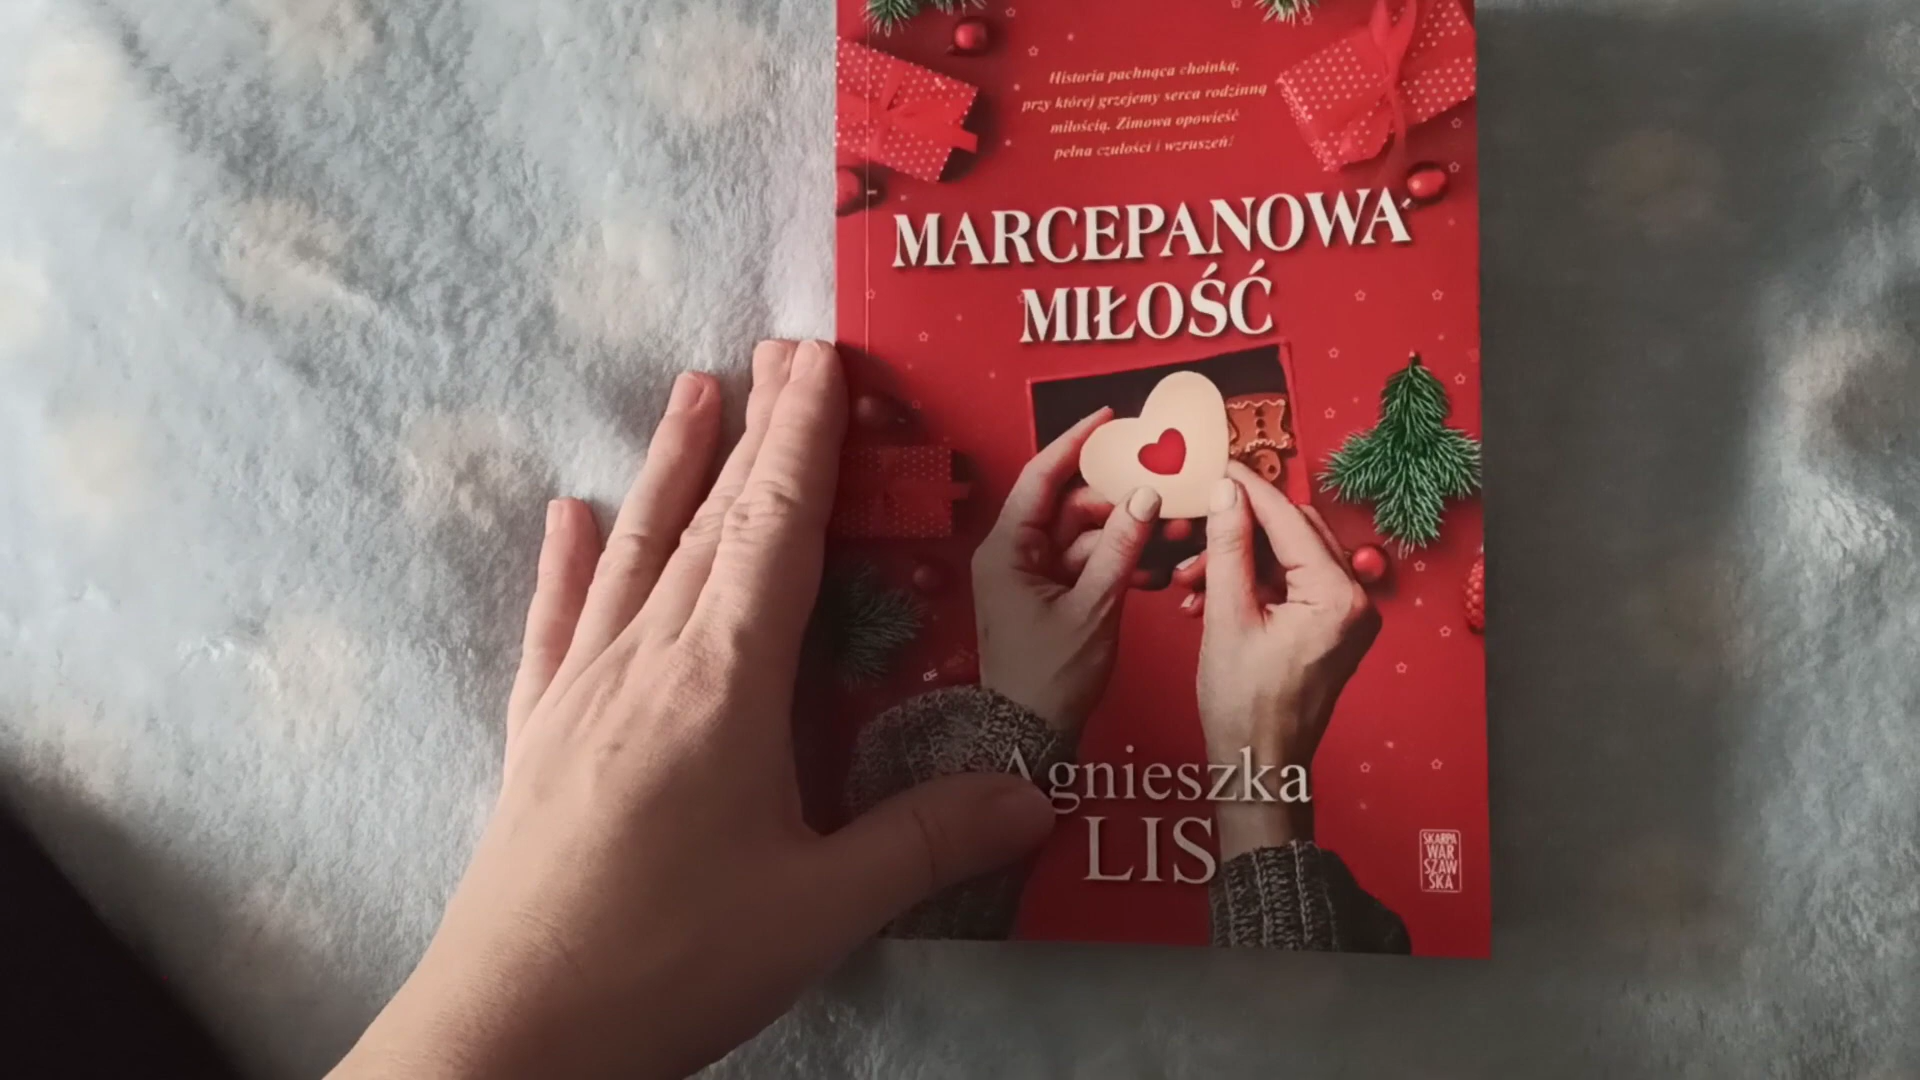 Historia pachnąca choinką,
przy której grzejemy serca rodzinną
miłością. Zimowa opowieść
pełna czułości i wzruszeń!
MARCEPANOWA
MIŁOŚĆ
Agnieszka
LIS
SKARPA
WAR
SZAW
SKA